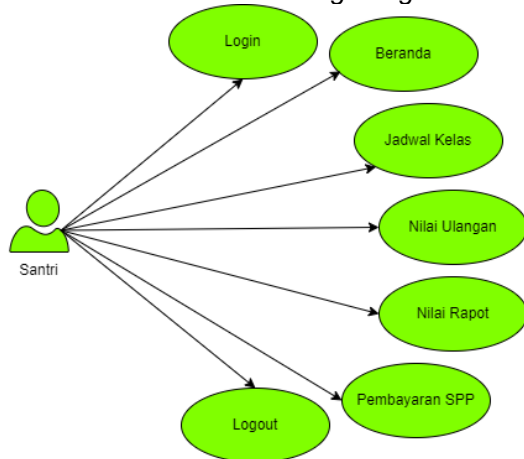 Login
Beranda
Jadwal Kelas
Nilai Ulangan
Santri
Nilai Rapot
Pembayaran SPP
Logout